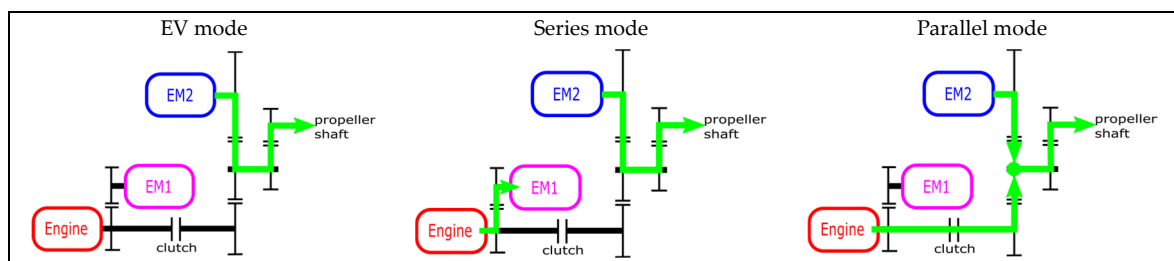 EV mode
EM2
propeller
shaft
EM1
Engine
clutch
Series mode
EM2
propeller
shaft
EM1
Engine
clutch
Parallel mode
EM2
propeller
shaft
EM1
Engine
clutch